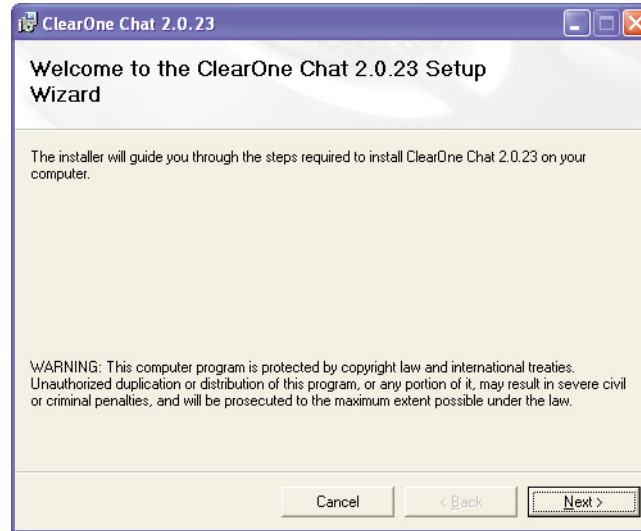 ClearOne Chat 2.0.23
Welcome to the ClearOne Chat 2.0.23 Setup
Wizard
The installer will guide you through the steps required to install ClearOne Chat 2.0.23 on your
computer.
WARNING: This computer program is protected by copyright law and international treaties.
Unauthorized duplication or distribution of this program, or any portion of it, may result in severe civil
or criminal penalties, and will be prosecuted to the maximum extent possible under the law.
Cancel < Back Next >